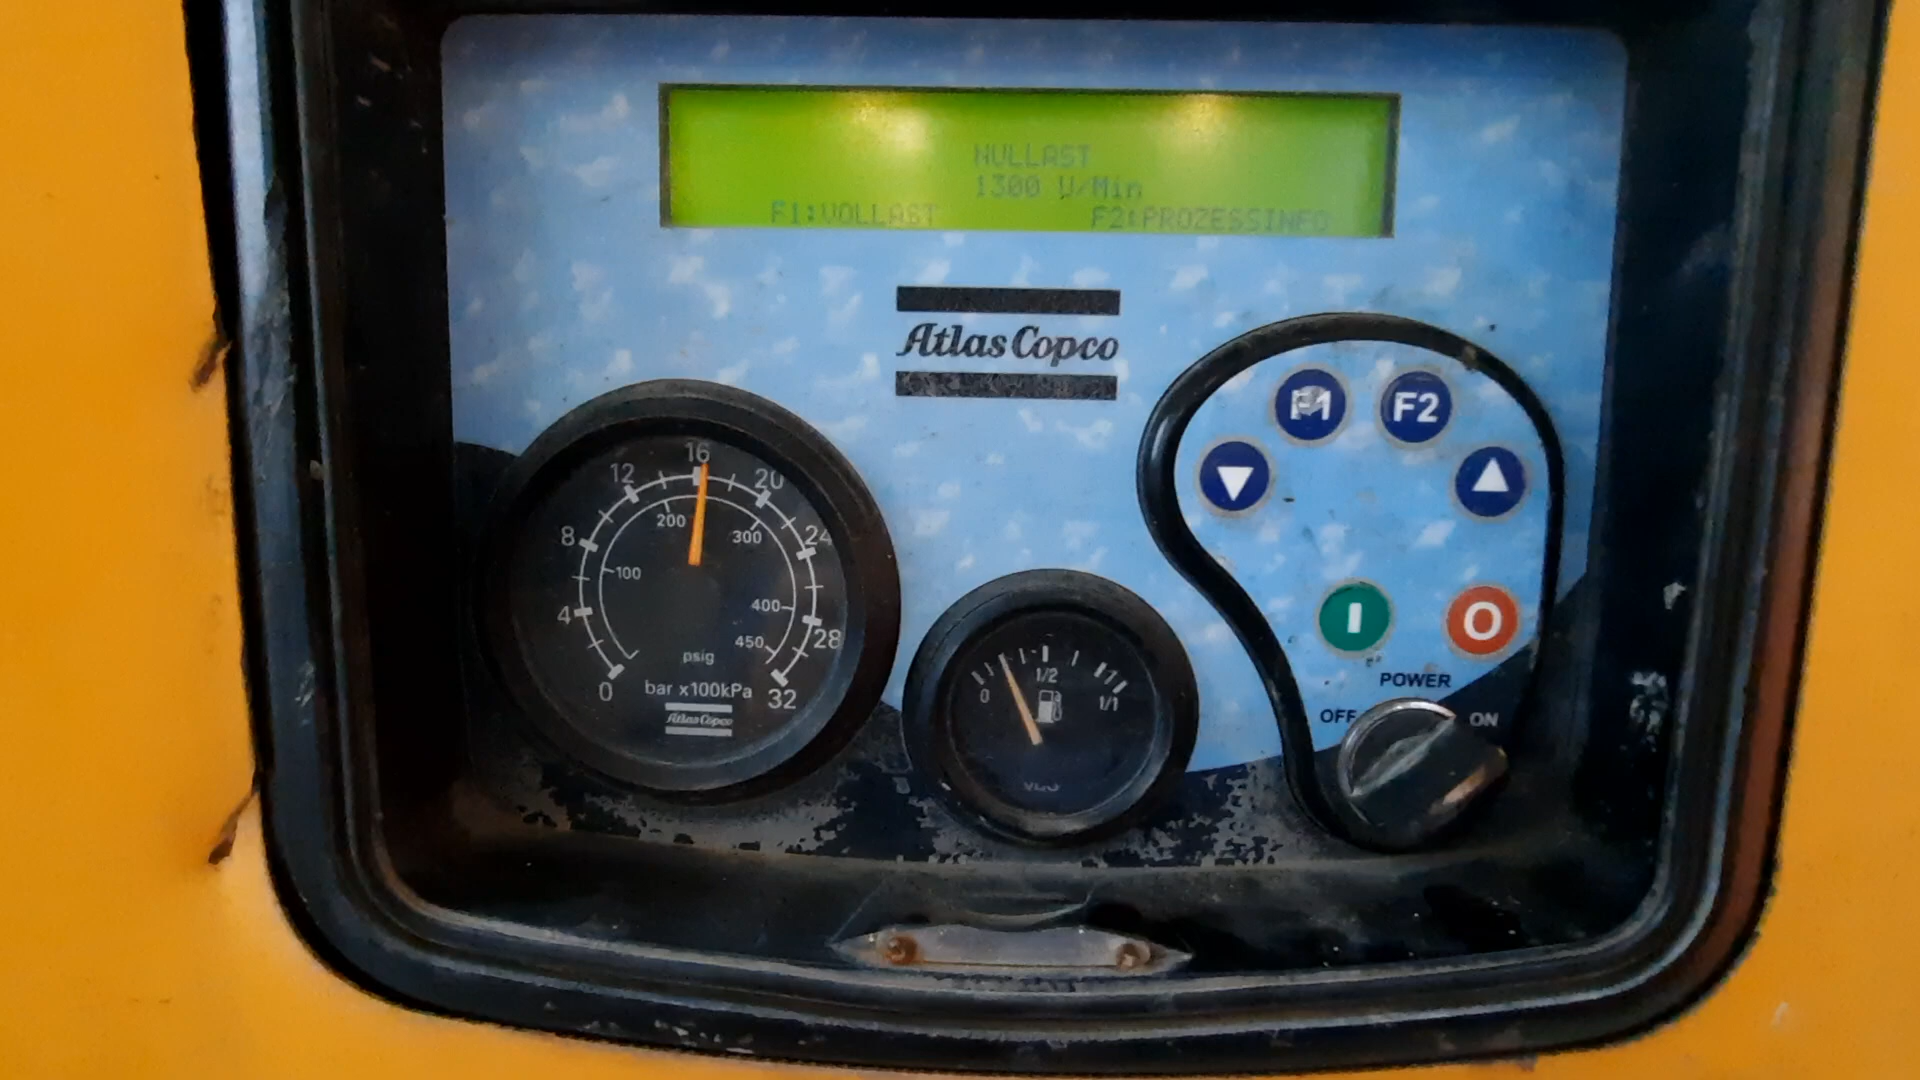 NULLAST
1300 U/Min
F1:VOLLAST F2:PROZESSINFO
Atlas Copco
F1 F2
I O
POWER
OFF ON
0 4 8 12 16 20 24 28 32
100 200 300 400 450
psig
bar x100kPa
Atlas Copco
0 1/2 1/1